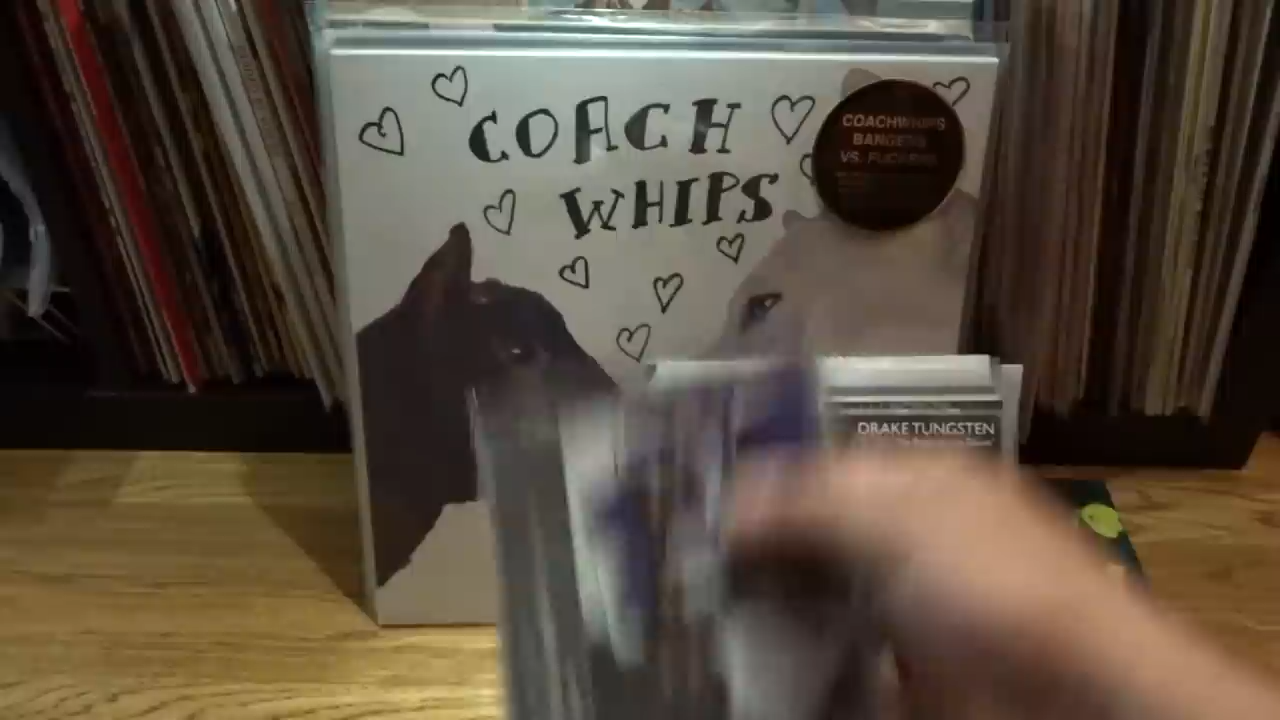 COACH
WHIPS
COACHWHIPS
BANGERS
VS. FUCKERS
DRAKE TUNGSTEN